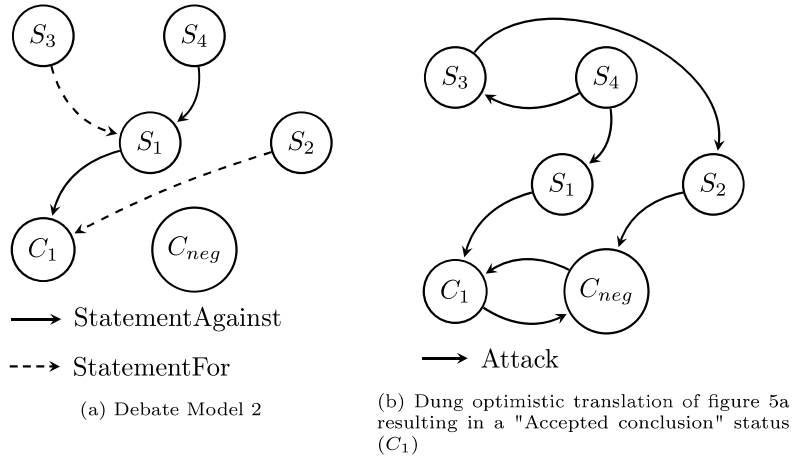 S3
S4
S1
S2
C1
Cneg
StatementAgainst
StatementFor
(a) Debate Model 2
S3
S4
S1
S2
C1
Cneg
Attack
(b) Dung optimistic translation of figure 5a
resulting in a "Accepted conclusion" status
(C1)